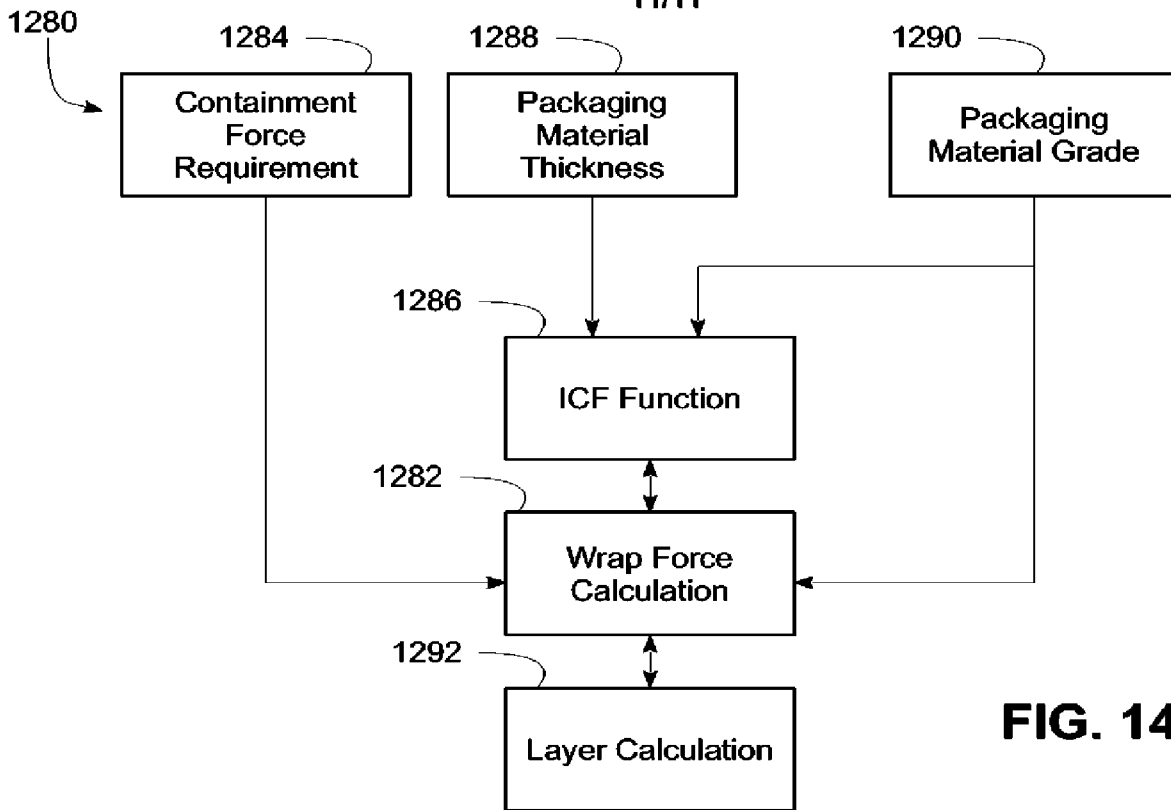 1280
1284
1288
1290
Containment
Force
Requirement
Packaging
Material
Thickness
Packaging
Material Grade
1286
ICF Function
1282
Wrap Force
Calculation
1292
Layer Calculation
FIG. 14